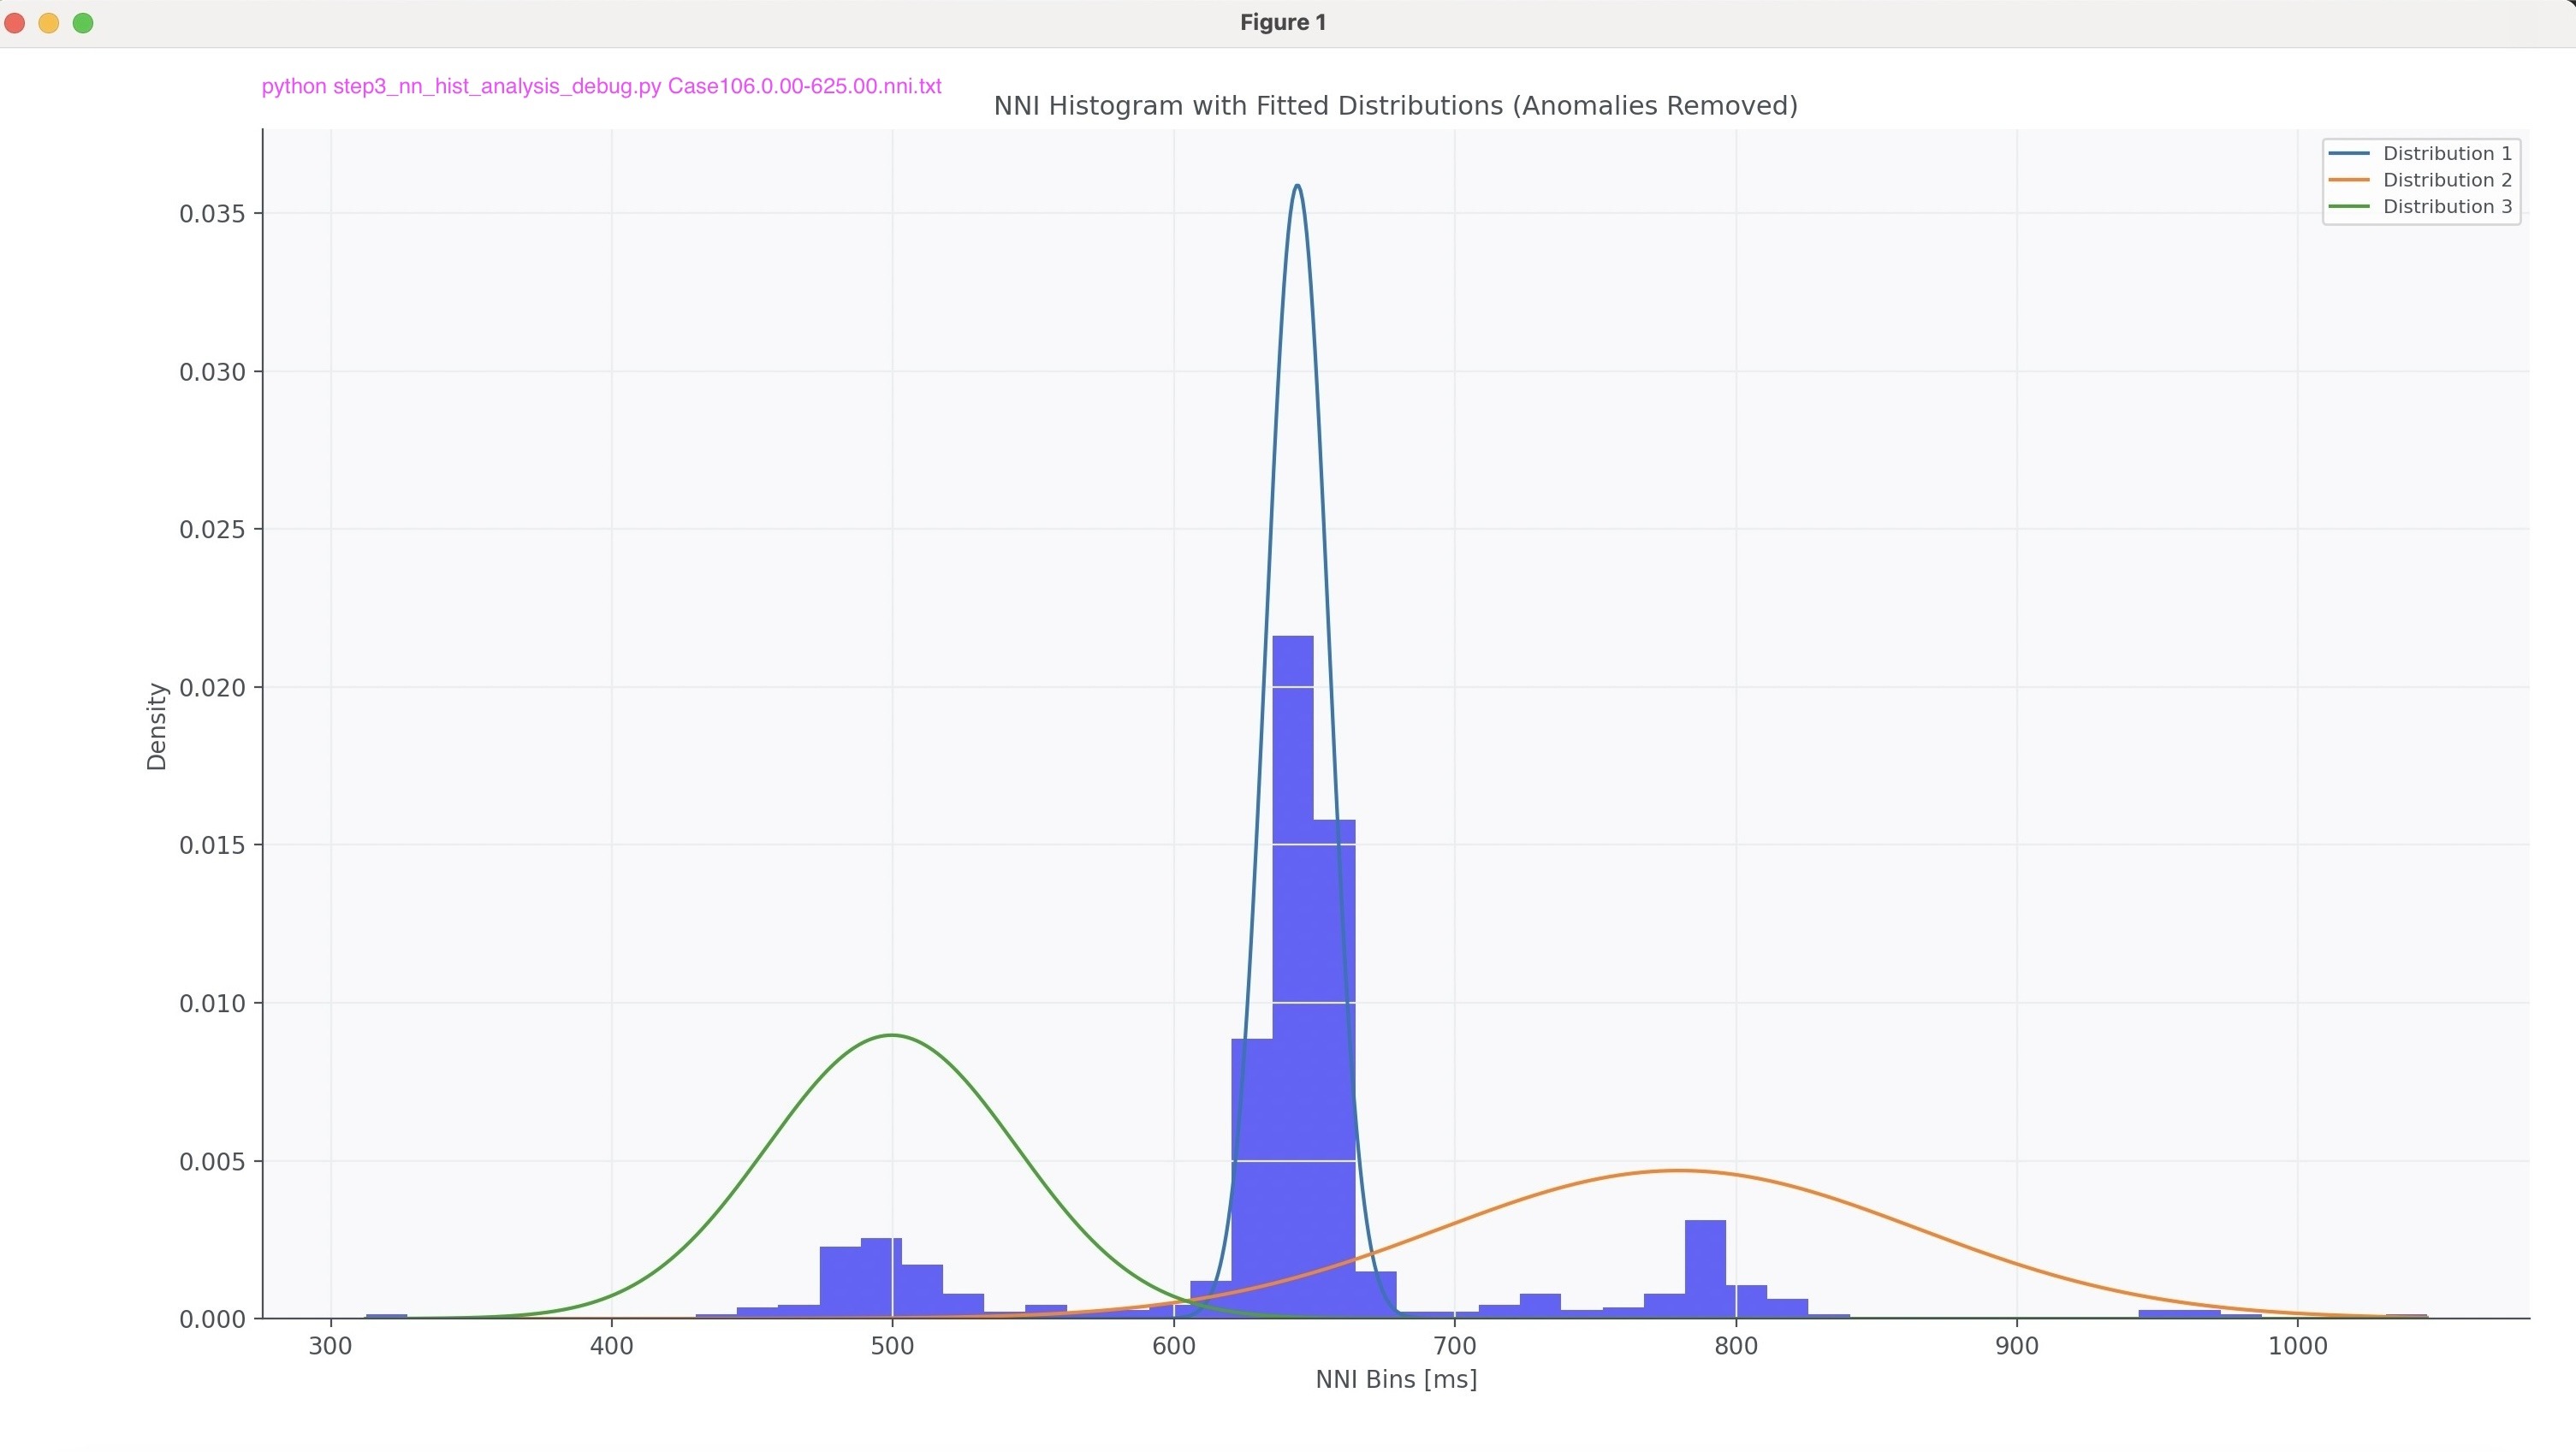 Figure 1
python step3_nn_hist_analysis_debug.py Case106.0.00-625.00.nni.txt
NNI Histogram with Fitted Distributions (Anomalies Removed)
Distribution 1
Distribution 2
Distribution 3
0.035
0.030
0.025
0.020
0.015
0.010
0.005
0.000
Density
300 400 500 600 700 800 900 1000
NNI Bins [ms]